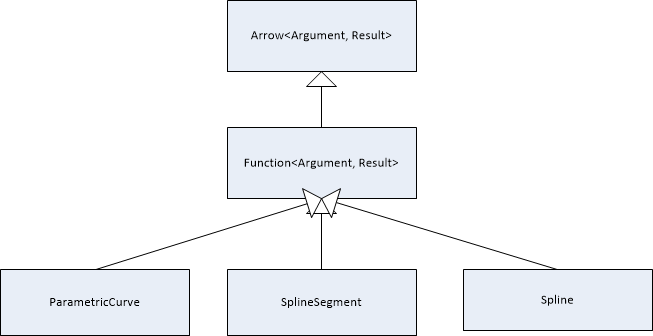 Arrow<Argument, Result>
Function<Argument, Result>
ParametricCurve
SplineSegment
Spline